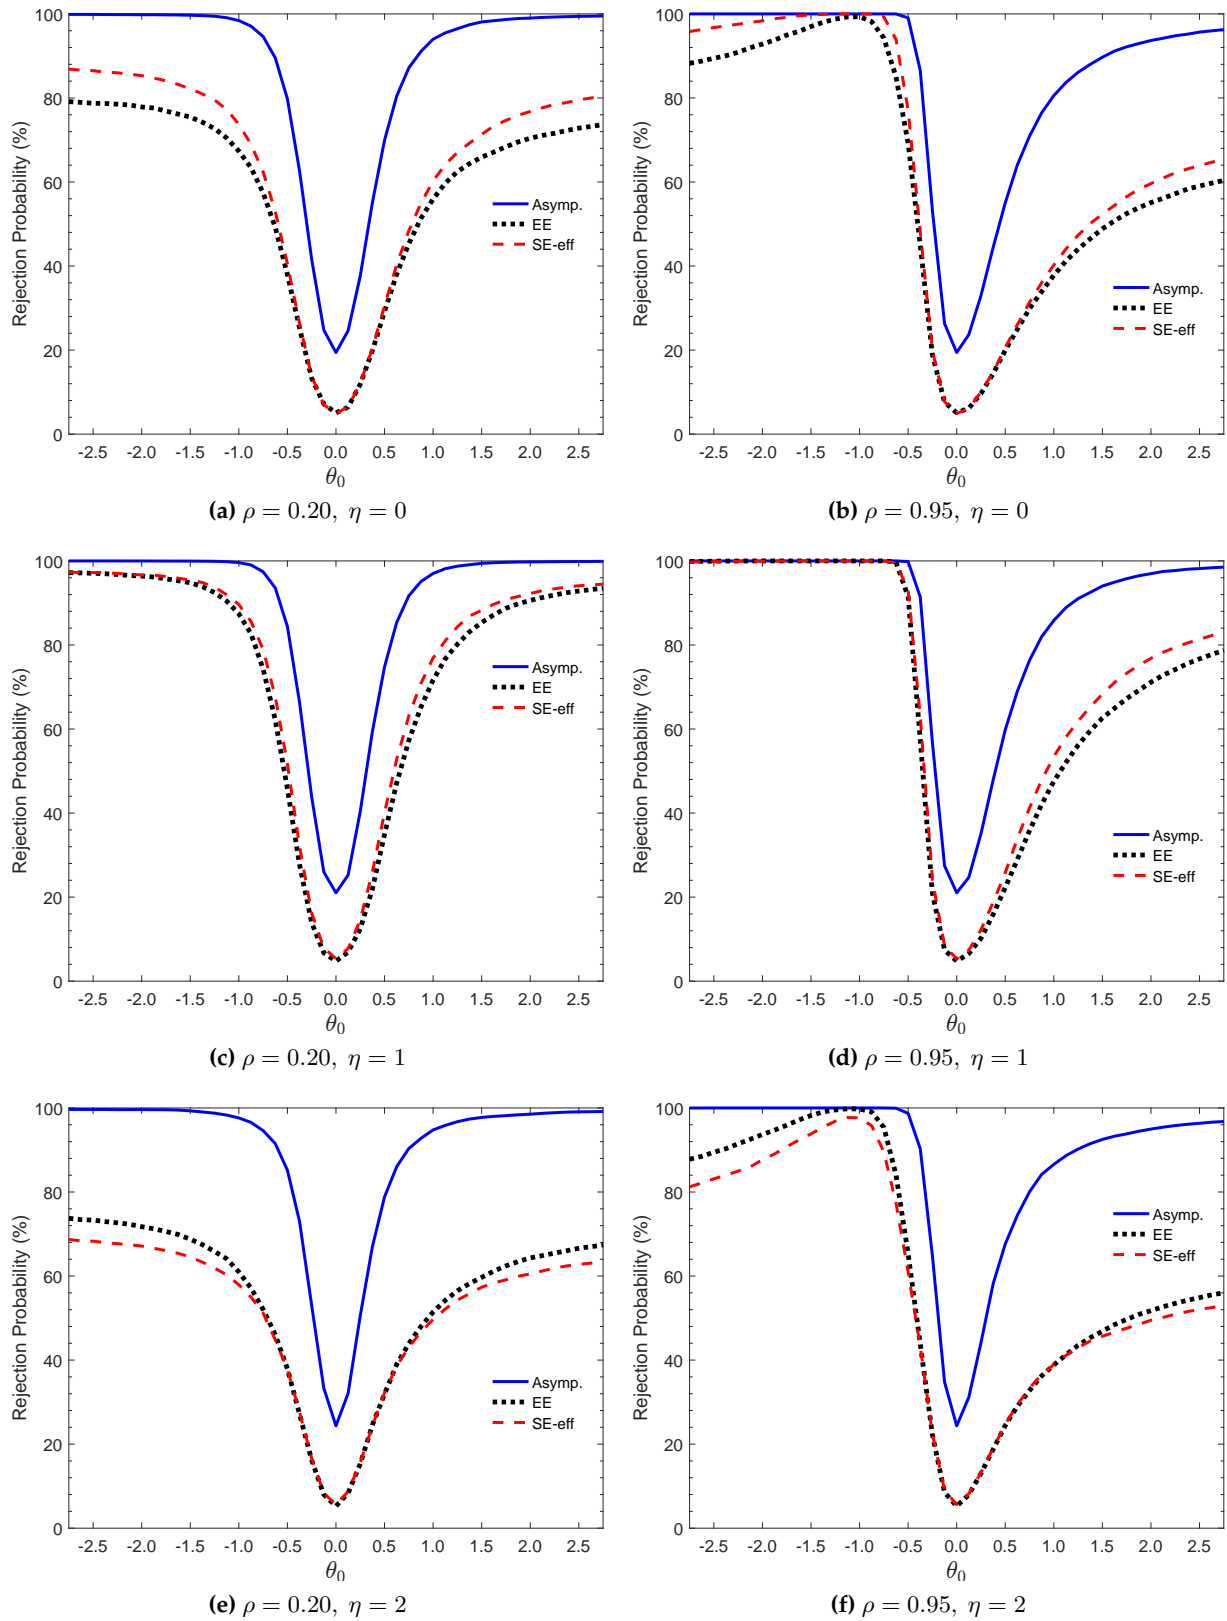 Rejection Probability (%)
100
80
60
40
20
0
-2.5 -2.0 -1.5 -1.0 -0.5 0.0 0.5 1.0 1.5 2.0 2.5
θ₀
Asymp.
EE
SE-eff
(a) ρ = 0.20, η = 0
Rejection Probability (%)
100
80
60
40
20
0
-2.5 -2.0 -1.5 -1.0 -0.5 0.0 0.5 1.0 1.5 2.0 2.5
θ₀
Asymp.
EE
SE-eff
(b) ρ = 0.95, η = 0
Rejection Probability (%)
100
80
60
40
20
0
-2.5 -2.0 -1.5 -1.0 -0.5 0.0 0.5 1.0 1.5 2.0 2.5
θ₀
Asymp.
EE
SE-eff
(c) ρ = 0.20, η = 1
Rejection Probability (%)
100
80
60
40
20
0
-2.5 -2.0 -1.5 -1.0 -0.5 0.0 0.5 1.0 1.5 2.0 2.5
θ₀
Asymp.
EE
SE-eff
(d) ρ = 0.95, η = 1
Rejection Probability (%)
100
80
60
40
20
0
-2.5 -2.0 -1.5 -1.0 -0.5 0.0 0.5 1.0 1.5 2.0 2.5
θ₀
Asymp.
EE
SE-eff
(e) ρ = 0.20, η = 2
Rejection Probability (%)
100
80
60
40
20
0
-2.5 -2.0 -1.5 -1.0 -0.5 0.0 0.5 1.0 1.5 2.0 2.5
θ₀
Asymp.
EE
SE-eff
(f) ρ = 0.95, η = 2